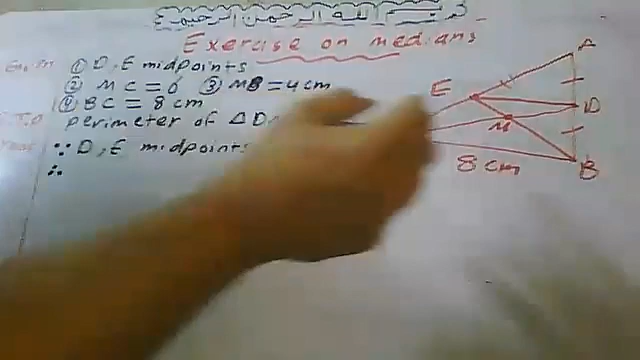 بسم الله الرحمن الرحيم
Exercise on medians
① D, E midpoints
② MC = 6 ③ MB = 4 cm
④ BC = 8 cm
perimeter of △ D
∵ D, E midpoints
∴
A
E
D
M
8 cm
B